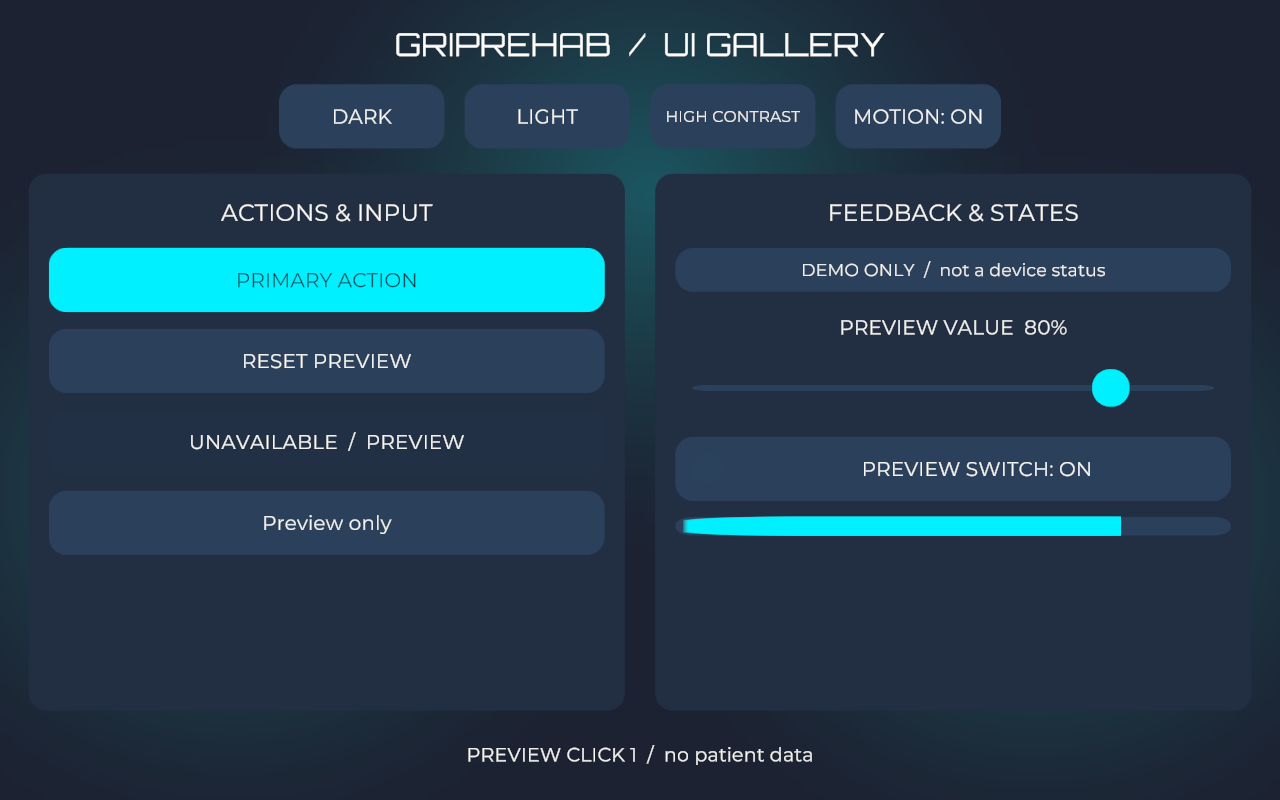 GRIPREHAB / UI GALLERY
DARK
LIGHT
HIGH CONTRAST
MOTION: ON
ACTIONS & INPUT
PRIMARY ACTION
RESET PREVIEW
UNAVAILABLE / PREVIEW
Preview only
FEEDBACK & STATES
DEMO ONLY / not a device status
PREVIEW VALUE 80%
PREVIEW SWITCH: ON
PREVIEW CLICK 1 / no patient data